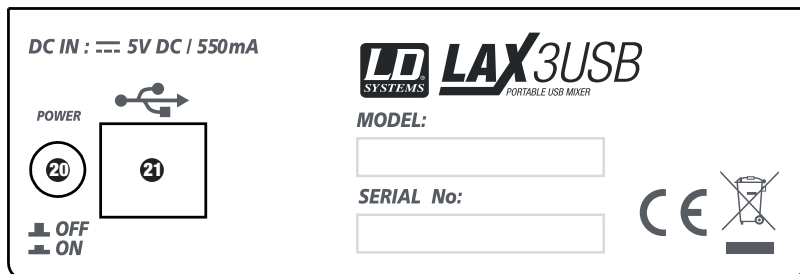 DC IN : 5V DC / 550mA
LD
SYSTEMS
LAX3USB
PORTABLE USB MIXER
POWER
MODEL:
20
21
SERIAL No:
OFF
ON
CE